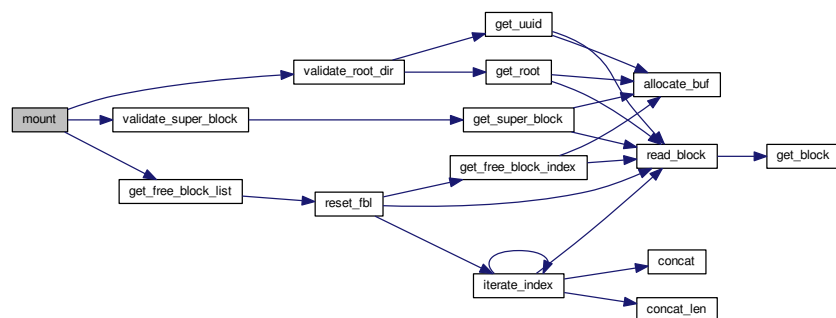 mount
validate_root_dir
validate_super_block
get_free_block_list
reset_fbl
get_uuid
get_root
get_super_block
get_free_block_index
iterate_index
allocate_buf
read_block
concat
concat_len
get_block